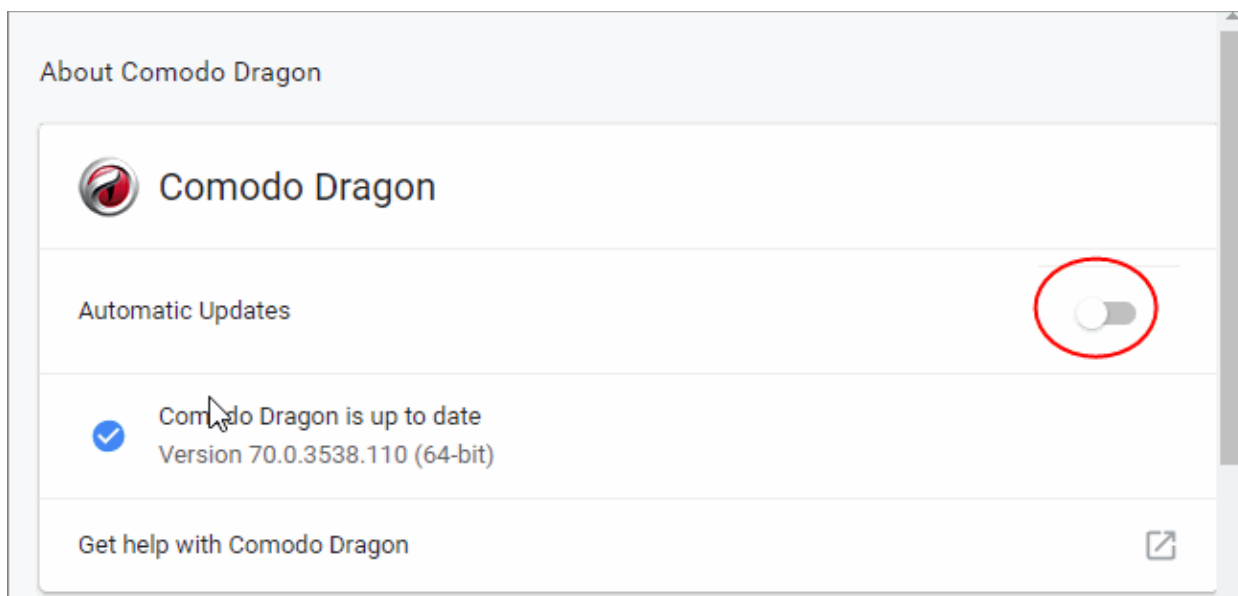 About Comodo Dragon
Comodo Dragon
Automatic Updates
Comodo Dragon is up to date
Version 70.0.3538.110 (64-bit)
Get help with Comodo Dragon